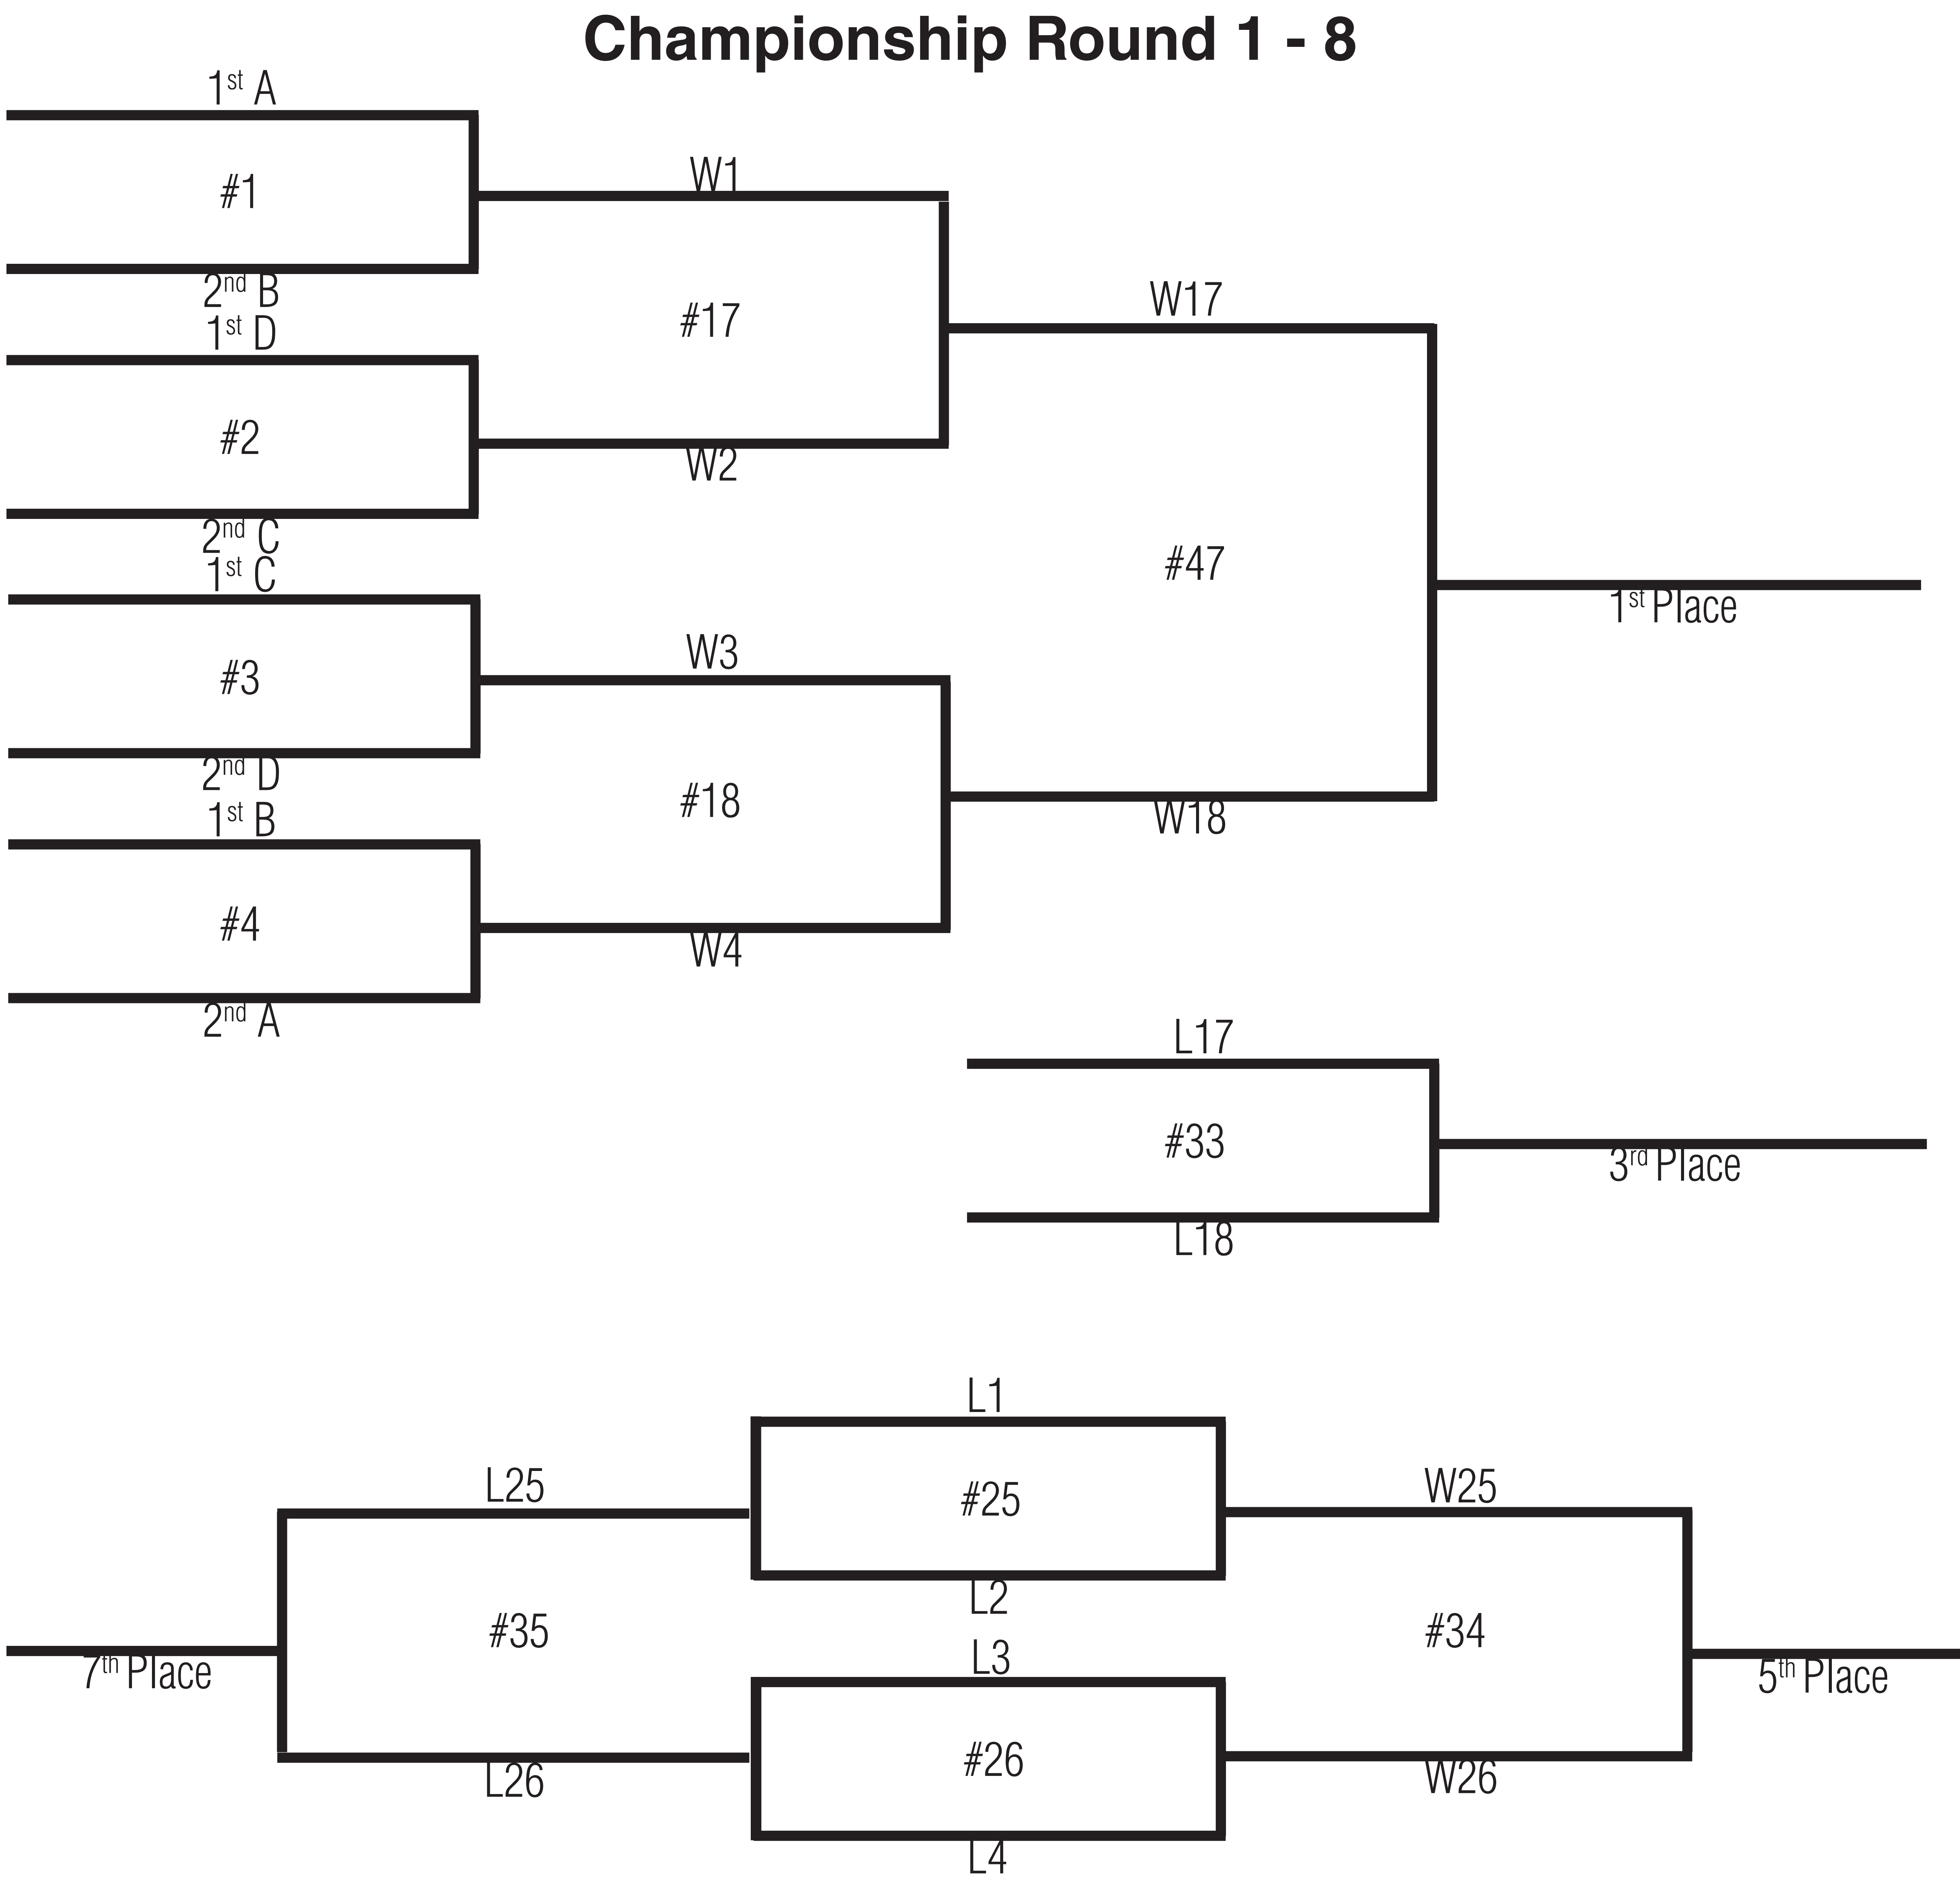 Championship Round 1 - 8
1st A
#1
2nd B
W1
1st D
#17
#2
W2
2nd C
W17
1st C
#47
#3
W3
2nd D
1st Place
1st B
#18
W18
#4
W4
2nd A
L17
#33
3rd Place
L18
L1
L25
#25
W25
L2
#35
#34
L3
7th Place
5th Place
L26
#26
W26
L4